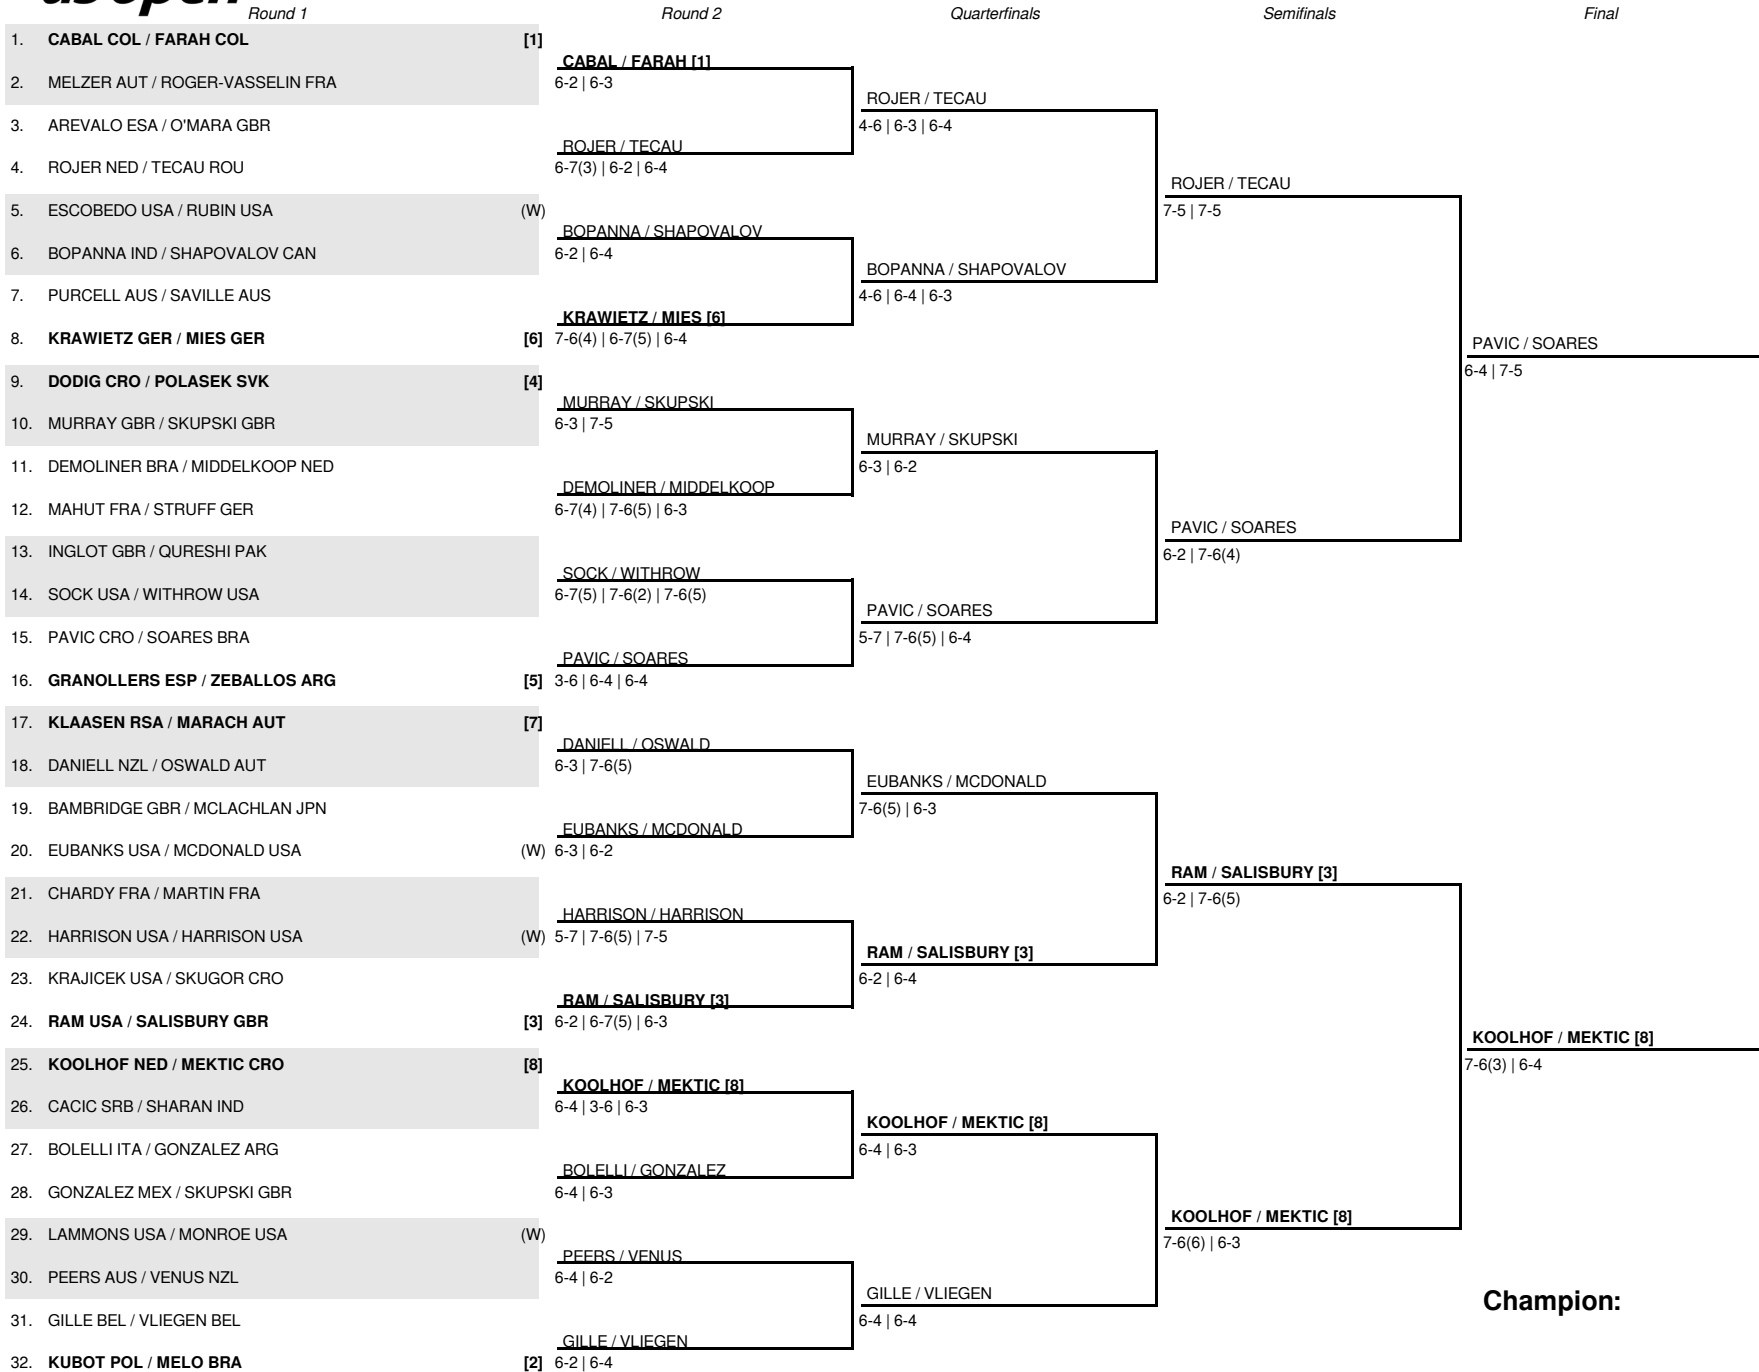 us open
Round 1
Round 2
Quarterfinals
Semifinals
Final
1. CABAL COL / FARAH COL [1]
2. MELZER AUT / ROGER-VASSELIN FRA
3. AREVALO ESA / O'MARA GBR
4. ROJER NED / TECAU ROU
5. ESCOBEDO USA / RUBIN USA (W)
6. BOPANNA IND / SHAPOVALOV CAN
7. PURCELL AUS / SAVILLE AUS
8. KRAWIETZ GER / MIES GER [6]
9. DODIG CRO / POLASEK SVK [4]
10. MURRAY GBR / SKUPSKI GBR
11. DEMOLINER BRA / MIDDELKOOP NED
12. MAHUT FRA / STRUFF GER
13. INGLOT GBR / QURESHI PAK
14. SOCK USA / WITHROW USA
15. PAVIC CRO / SOARES BRA
16. GRANOLLERS ESP / ZEBALLOS ARG [5]
17. KLAASEN RSA / MARACH AUT [7]
18. DANIELL NZL / OSWALD AUT
19. BAMBRIDGE GBR / MCLACHLAN JPN
20. EUBANKS USA / MCDONALD USA (W)
21. CHARDY FRA / MARTIN FRA
22. HARRISON USA / HARRISON USA (W)
23. KRAJICEK USA / SKUGOR CRO
24. RAM USA / SALISBURY GBR [3]
25. KOOLHOF NED / MEKTIC CRO [8]
26. CACIC SRB / SHARAN IND
27. BOLELLI ITA / GONZALEZ ARG
28. GONZALEZ MEX / SKUPSKI GBR
29. LAMMONS USA / MONROE USA (W)
30. PEERS AUS / VENUS NZL
31. GILLE BEL / VLIEGEN BEL
32. KUBOT POL / MELO BRA [2]
CABAL / FARAH [1]
6-2 | 6-3
ROJER / TECAU
6-7(3) | 6-2 | 6-4
BOPANNA / SHAPOVALOV
6-2 | 6-4
KRAWIETZ / MIES [6]
7-6(4) | 6-7(5) | 6-4
MURRAY / SKUPSKI
6-3 | 7-5
DEMOLINER / MIDDELKOOP
6-7(4) | 7-6(5) | 6-3
SOCK / WITHROW
6-7(5) | 7-6(2) | 7-6(5)
PAVIC / SOARES
3-6 | 6-4 | 6-4
DANIELL / OSWALD
6-3 | 7-6(5)
EUBANKS / MCDONALD
6-3 | 6-2
HARRISON / HARRISON
5-7 | 7-6(5) | 7-5
RAM / SALISBURY [3]
6-2 | 6-7(5) | 6-3
KOOLHOF / MEKTIC [8]
6-4 | 3-6 | 6-3
BOLELLI / GONZALEZ
6-4 | 6-3
PEERS / VENUS
6-4 | 6-2
GILLE / VLIEGEN
6-2 | 6-4
ROJER / TECAU
4-6 | 6-3 | 6-4
BOPANNA / SHAPOVALOV
4-6 | 6-4 | 6-3
MURRAY / SKUPSKI
6-3 | 6-2
PAVIC / SOARES
5-7 | 7-6(5) | 6-4
EUBANKS / MCDONALD
7-6(5) | 6-3
RAM / SALISBURY [3]
6-2 | 6-4
KOOLHOF / MEKTIC [8]
6-4 | 6-3
GILLE / VLIEGEN
6-4 | 6-4
ROJER / TECAU
7-5 | 7-5
PAVIC / SOARES
6-2 | 7-6(4)
RAM / SALISBURY [3]
6-2 | 7-6(5)
KOOLHOF / MEKTIC [8]
7-6(6) | 6-3
PAVIC / SOARES
6-4 | 7-5
KOOLHOF / MEKTIC [8]
7-6(3) | 6-4
Champion: